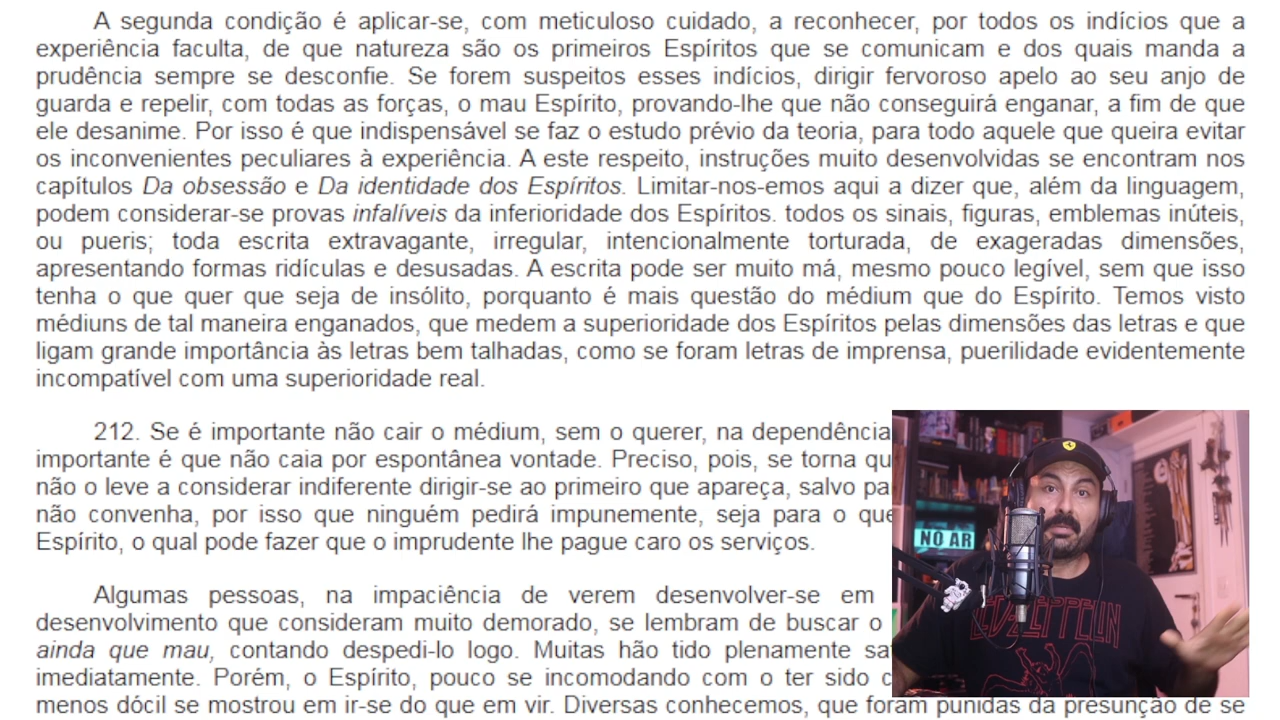 A segunda condição é aplicar-se, com meticuloso cuidado, a reconhecer, por todos os indícios que a
experiência faculta, de que natureza são os primeiros Espíritos que se comunicam e dos quais manda a
prudência sempre se desconfie. Se forem suspeitos esses indícios, dirigir fervoroso apelo ao seu anjo de
guarda e repelir, com todas as forças, o mau Espírito, provando-lhe que não conseguirá enganar, a fim de que
ele desanime. Por isso é que indispensável se faz o estudo prévio da teoria, para todo aquele que queira evitar
os inconvenientes peculiares à experiência. A este respeito, instruções muito desenvolvidas se encontram nos
capítulos Da obsessão e Da identidade dos Espíritos. Limitar-nos-emos aqui a dizer que, além da linguagem,
podem considerar-se provas infalíveis da inferioridade dos Espíritos. todos os sinais, figuras, emblemas inúteis,
ou pueris; toda escrita extravagante, irregular, intencionalmente torturada, de exageradas dimensões,
apresentando formas ridículas e desusadas. A escrita pode ser muito má, mesmo pouco legível, sem que isso
tenha o que quer que seja de insólito, porquanto é mais questão do médium que do Espírito. Temos visto
médiuns de tal maneira enganados, que medem a superioridade dos Espíritos pelas dimensões das letras e que
ligam grande importância às letras bem talhadas, como se foram letras de imprensa, puerilidade evidentemente
incompatível com uma superioridade real.
212. Se é importante não cair o médium, sem o querer, na dependência
importante é que não caia por espontânea vontade. Preciso, pois, se torna qu
não o leve a considerar indiferente dirigir-se ao primeiro que apareça, salvo pa
não convenha, por isso que ninguém pedirá impunemente, seja para o que
Espírito, o qual pode fazer que o imprudente lhe pague caro os serviços.
Algumas pessoas, na impaciência de verem desenvolver-se em
desenvolvimento que consideram muito demorado, se lembram de buscar o
ainda que mau, contando despedi-lo logo. Muitas hão tido plenamente sat
imediatamente. Porém, o Espírito, pouco se incomodando com o ter sido c
menos dócil se mostrou em ir-se do que em vir. Diversas conhecemos, que foram punidas da presunção de se
NO AR
LED ZEPPELIN